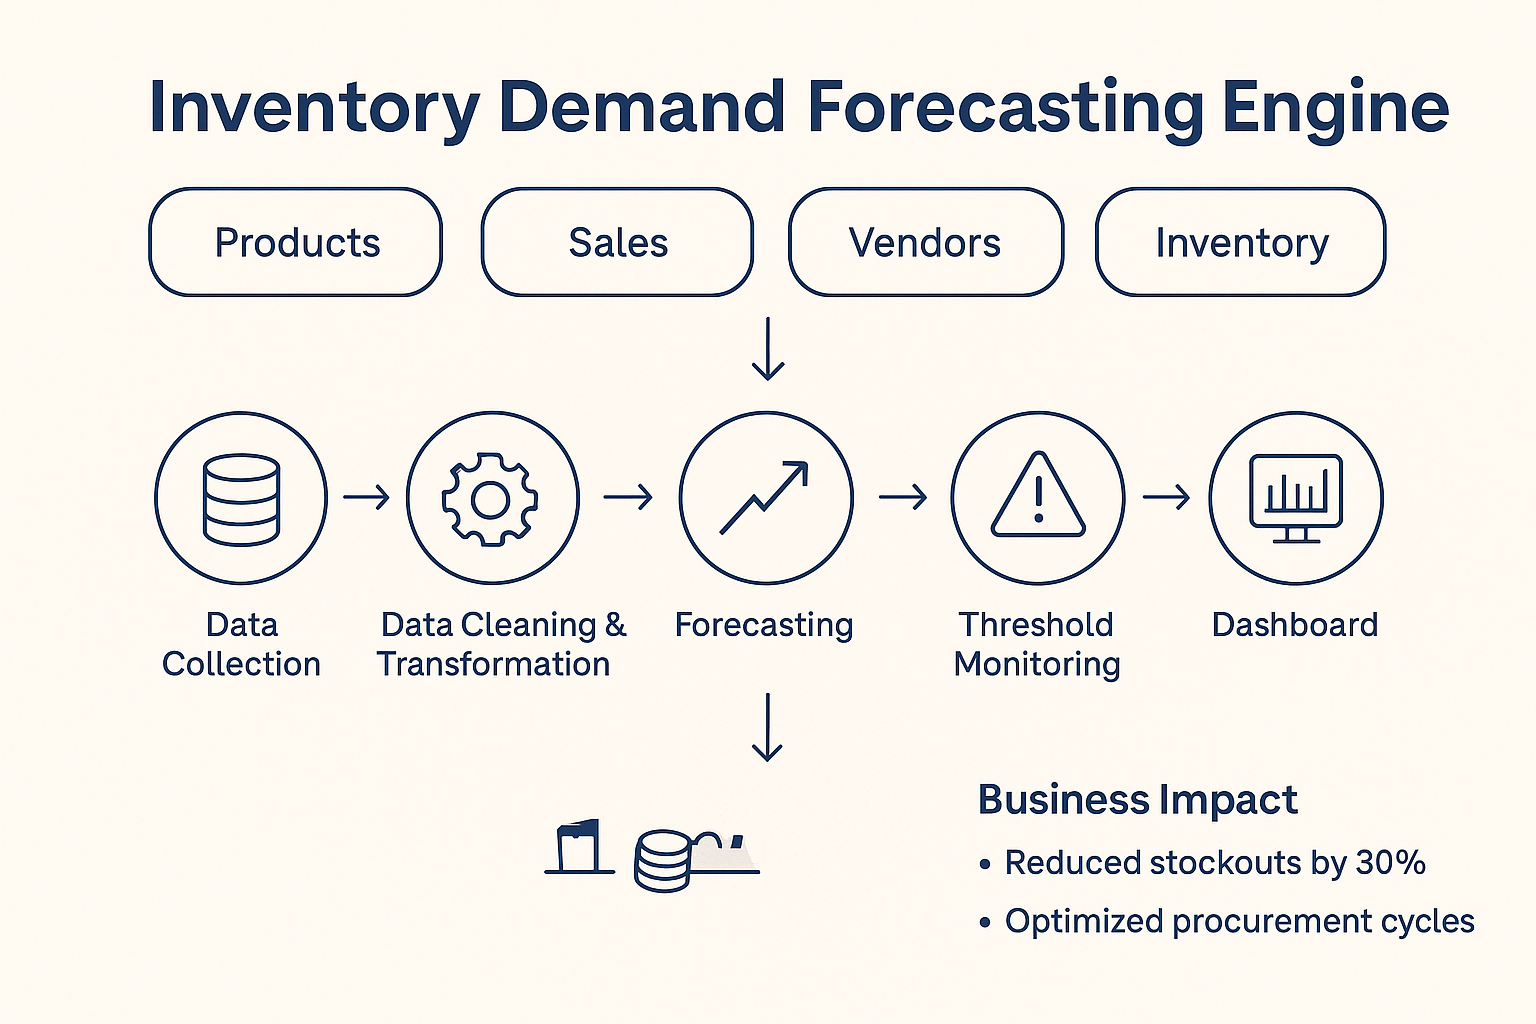 Inventory Demand Forecasting Engine
Products
Sales
Vendors
Inventory
Data
Collection
Data Cleaning &
Transformation
Forecasting
Threshold
Monitoring
Dashboard
Business Impact
• Reduced stockouts by 30%
• Optimized procurement cycles